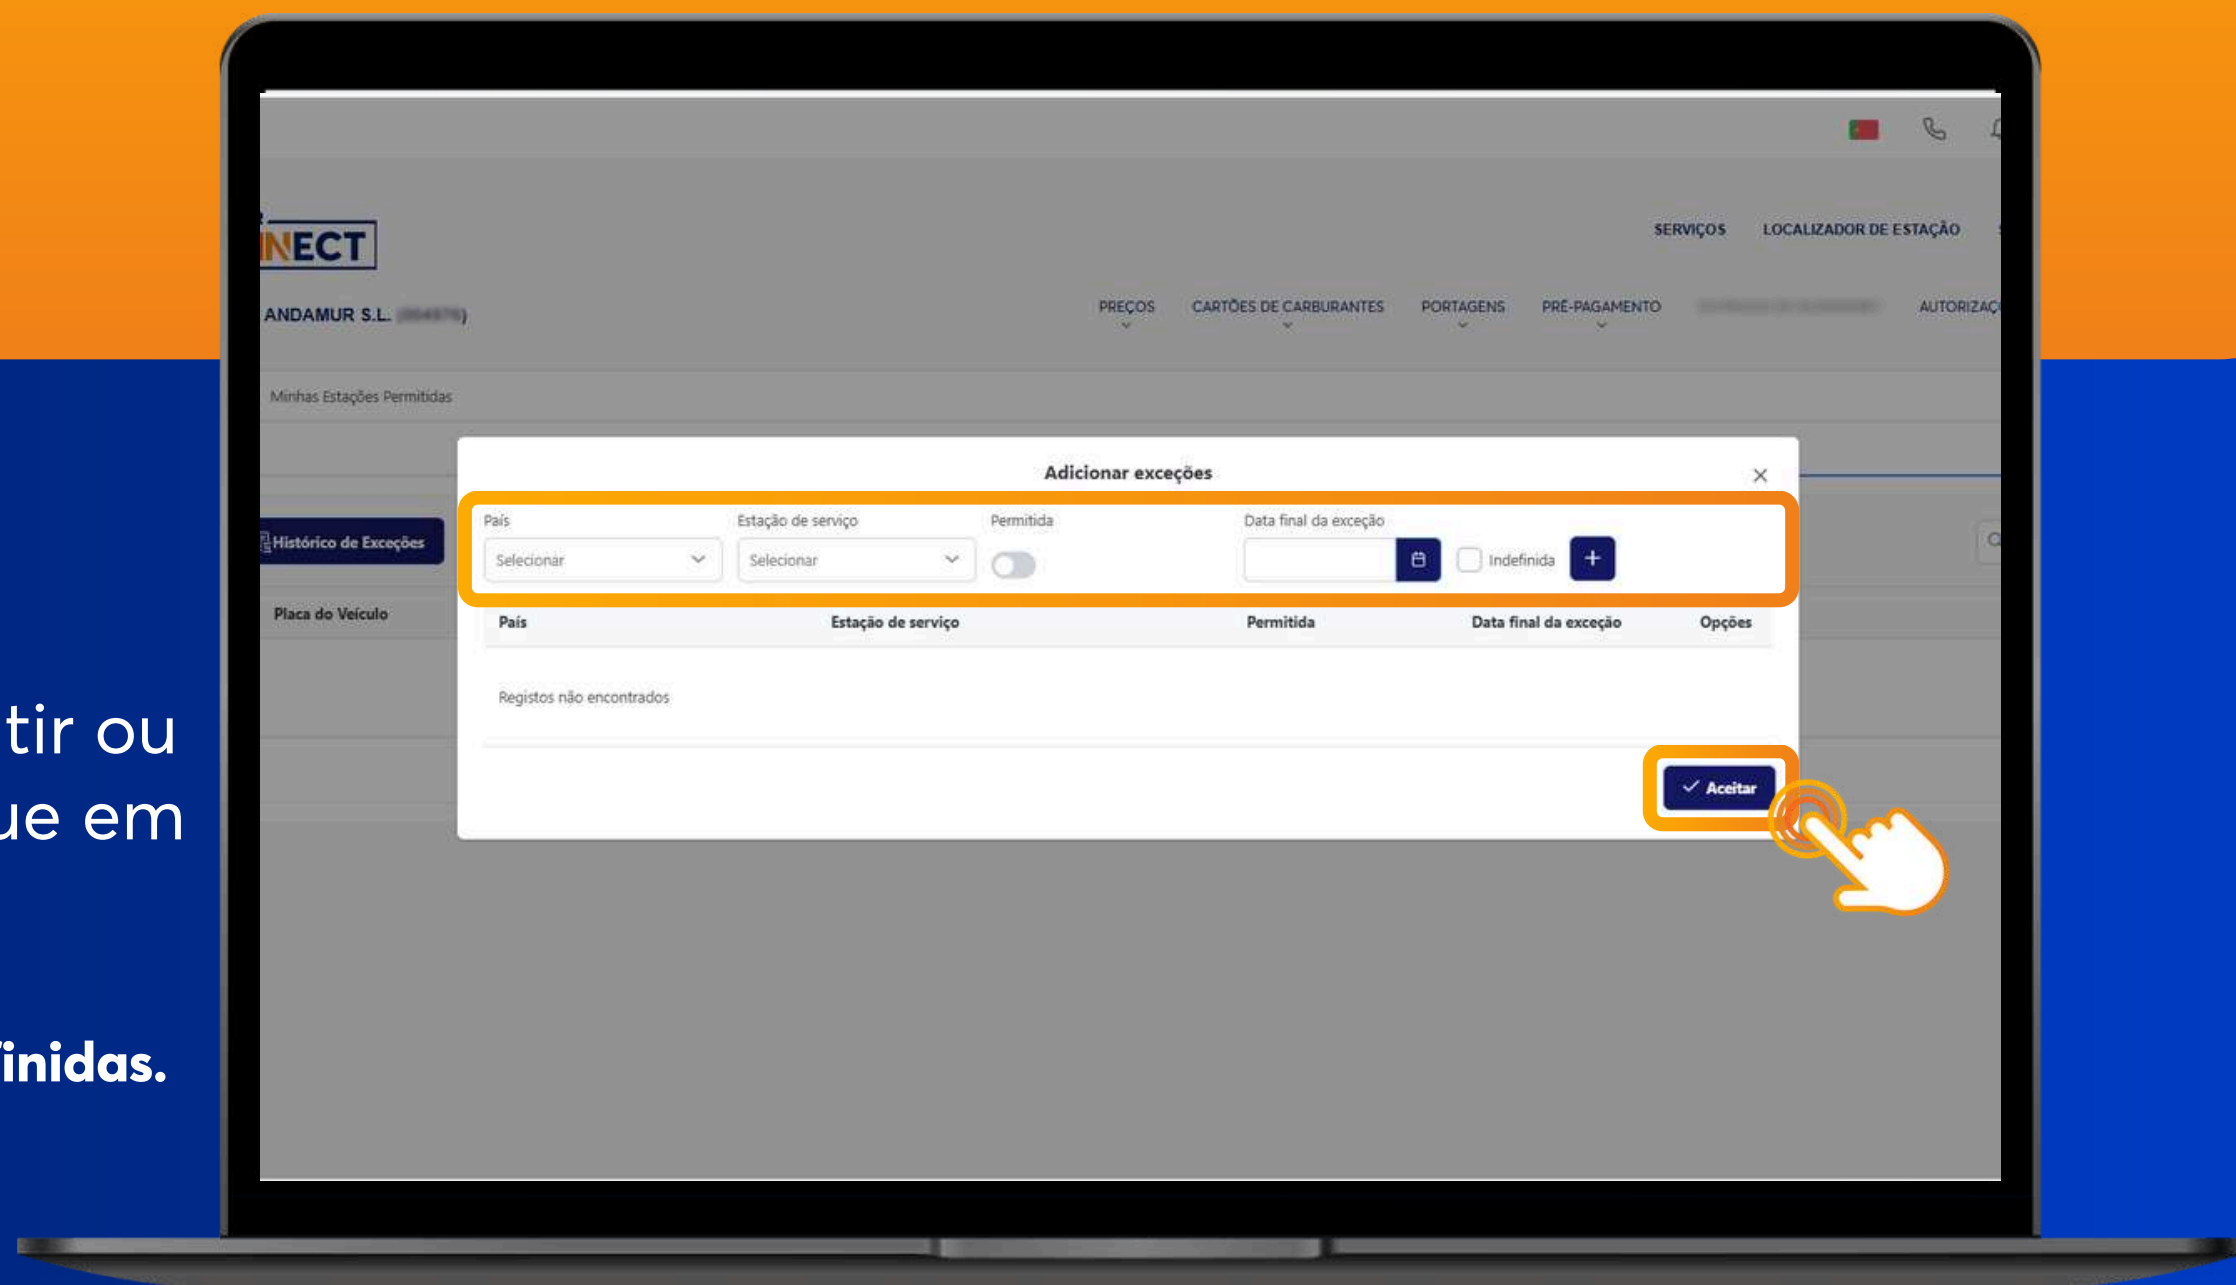 NECT
SERVIÇOS LOCALIZADOR DE ESTAÇÃO
ANDAMUR S.L.
PREÇOS CARTÕES DE CARBURANTES PORTAGENS PRÉ-PAGAMENTO AUTORIZAÇ
Minhas Estações Permitidas
Adicionar exceções
País Estação de serviço Permitida Data final da exceção
Histórico de Exceções
Selecionar Selecionar Indefinida +
Placa do Veículo
País Estação de serviço Permitida Data final da exceção Opções
Registos não encontrados
tir ou
ue em
Aceitar
finidas.